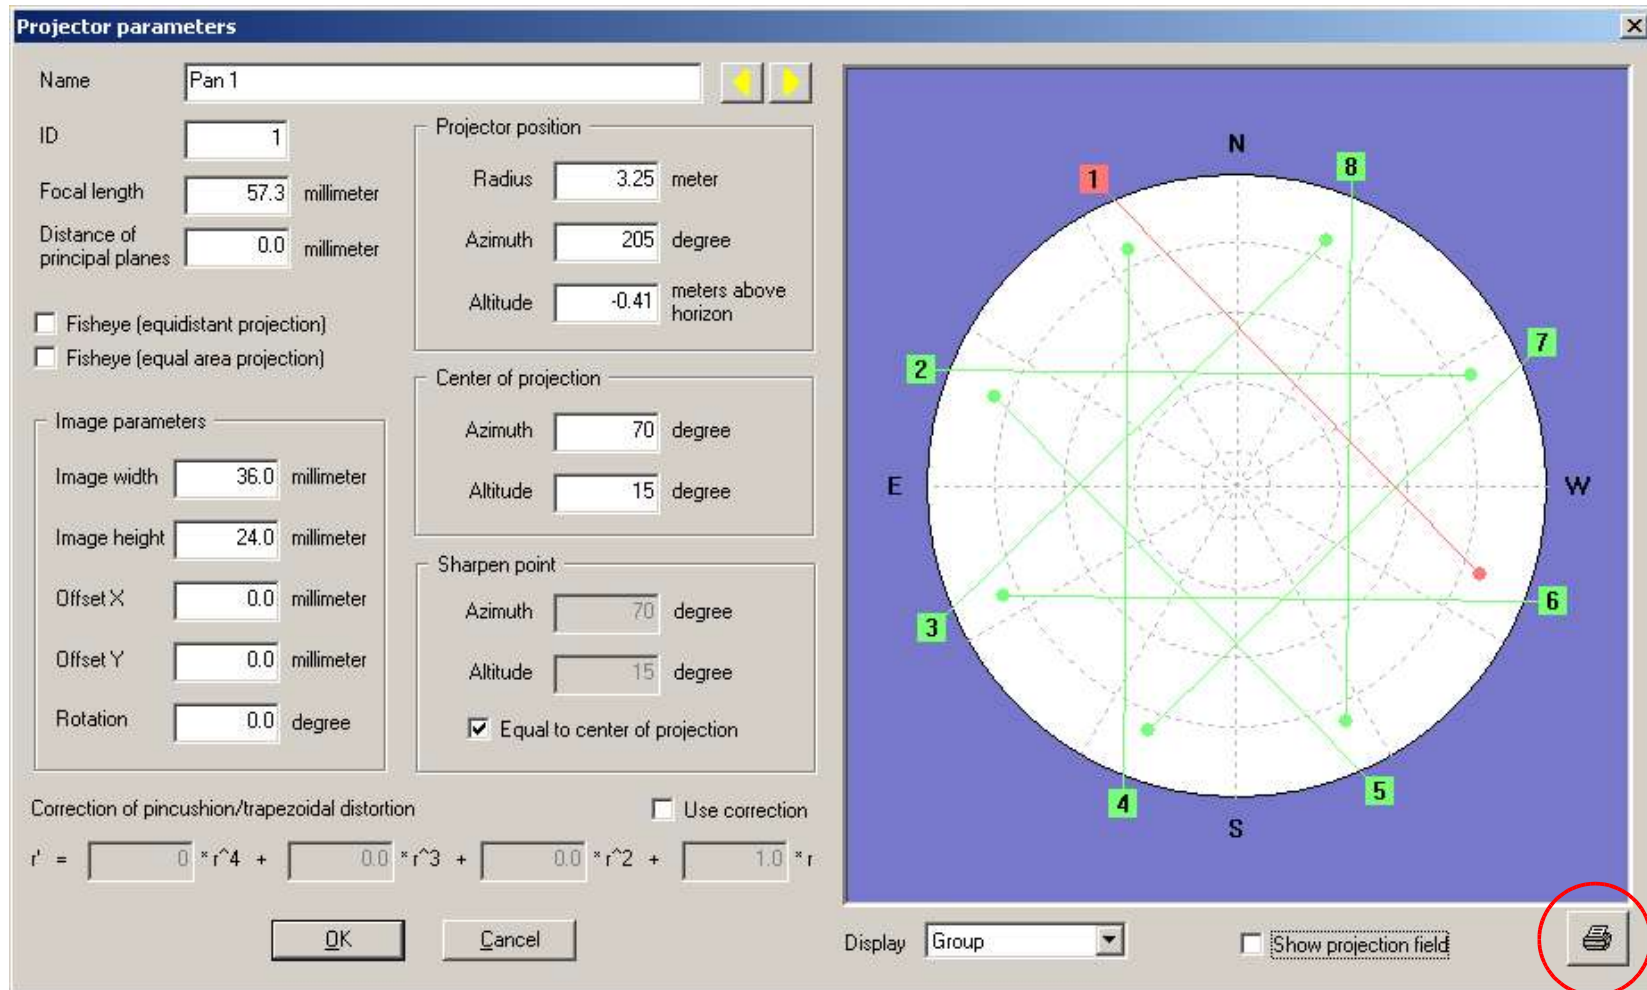 Projector parameters
Name Pan 1
ID 1
Focal length 57.3 millimeter
Distance of
principal planes 0.0 millimeter
Fisheye (equidistant projection)
Fisheye (equal area projection)
Image parameters
Image width 36.0 millimeter
Image height 24.0 millimeter
Offset X 0.0 millimeter
Offset Y 0.0 millimeter
Rotation 0.0 degree
Projector position
Radius 3.25 meter
Azimuth 205 degree
Altitude -0.41 meters above
horizon
Center of projection
Azimuth 70 degree
Altitude 15 degree
Sharpen point
Azimuth 70 degree
Altitude 15 degree
Equal to center of projection
Correction of pincushion/trapezoidal distortion
Use correction
r' = 0 * r^4 + 0.0 * r^3 + 0.0 * r^2 + 1.0 * r
OK Cancel
N
1 8
7
2
E W
3 6
4 5
S
Display Group Show projection field